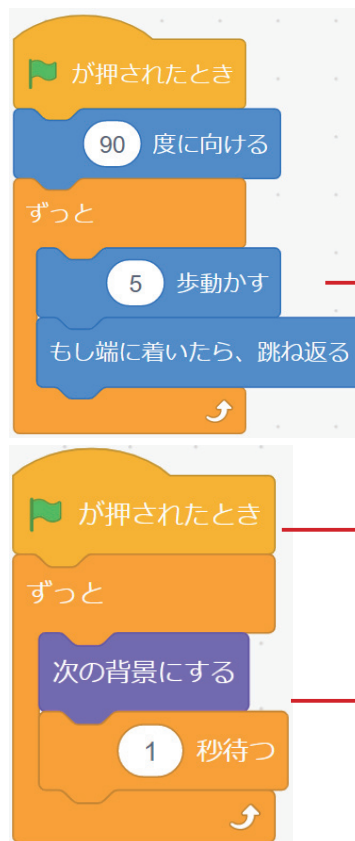 が押されたとき
90 度に向ける
ずっと
5 歩動かす
もし端に着いたら、跳ね返る
が押されたとき
ずっと
次の背景にする
1 秒待つ